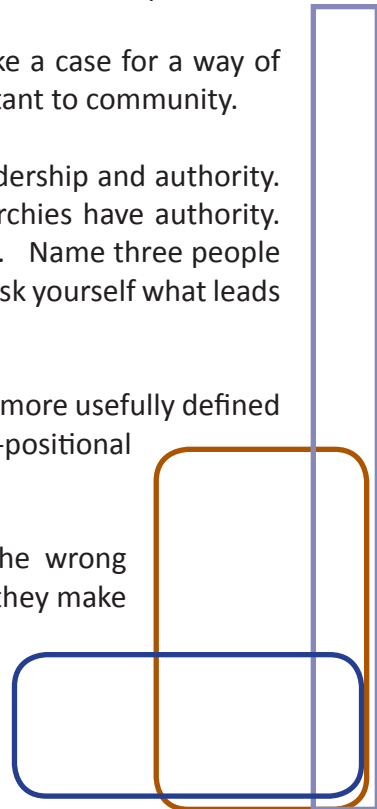 ke a case for a way of
tant to community.
dership and authority.
rchies have authority.
. Name three people
sk yourself what leads
more usefully defined
-positional
he wrong
they make